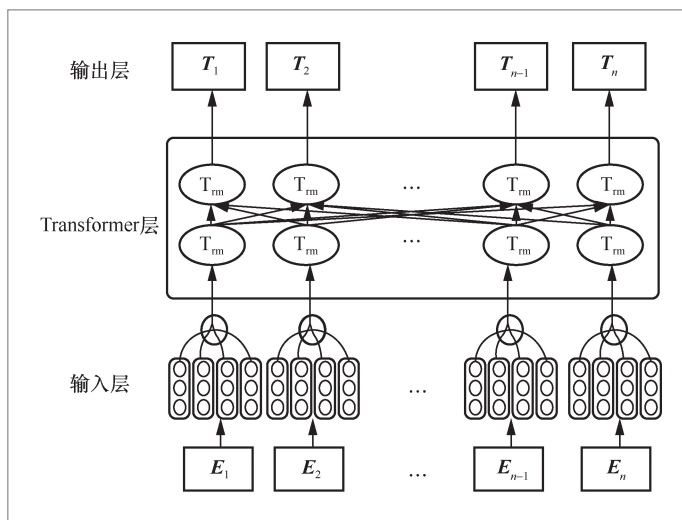 输出层 T1 T2 Tn−1 Tn
Trm Trm ... Trm Trm
Transformer层
Trm Trm ... Trm Trm
输入层 ...
E1 E2 ... En−1 En